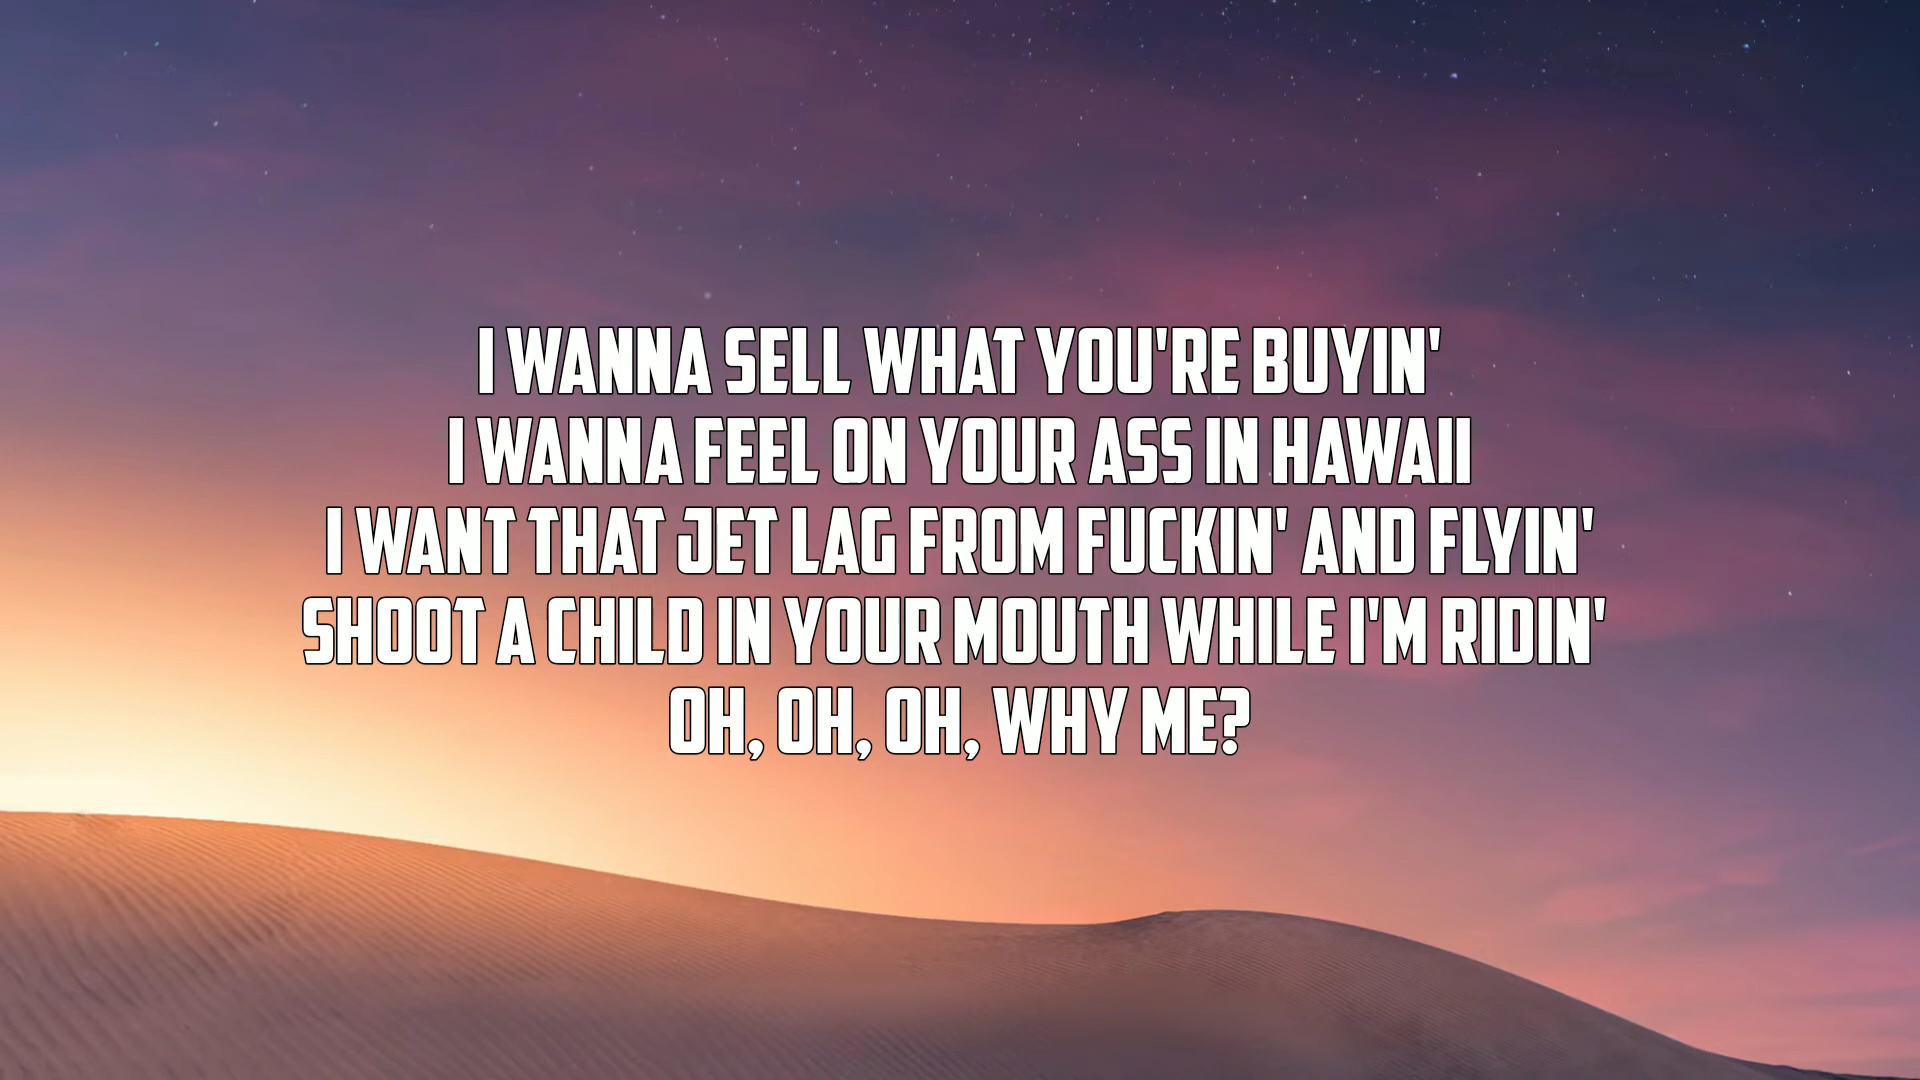 I WANNA SELL WHAT YOU'RE BUYIN'
I WANNA FEEL ON YOUR ASS IN HAWAII
I WANT THAT JET LAG FROM FUCKIN' AND FLYIN'
SHOOT A CHILD IN YOUR MOUTH WHILE I'M RIDIN'
OH, OH, OH, WHY ME?